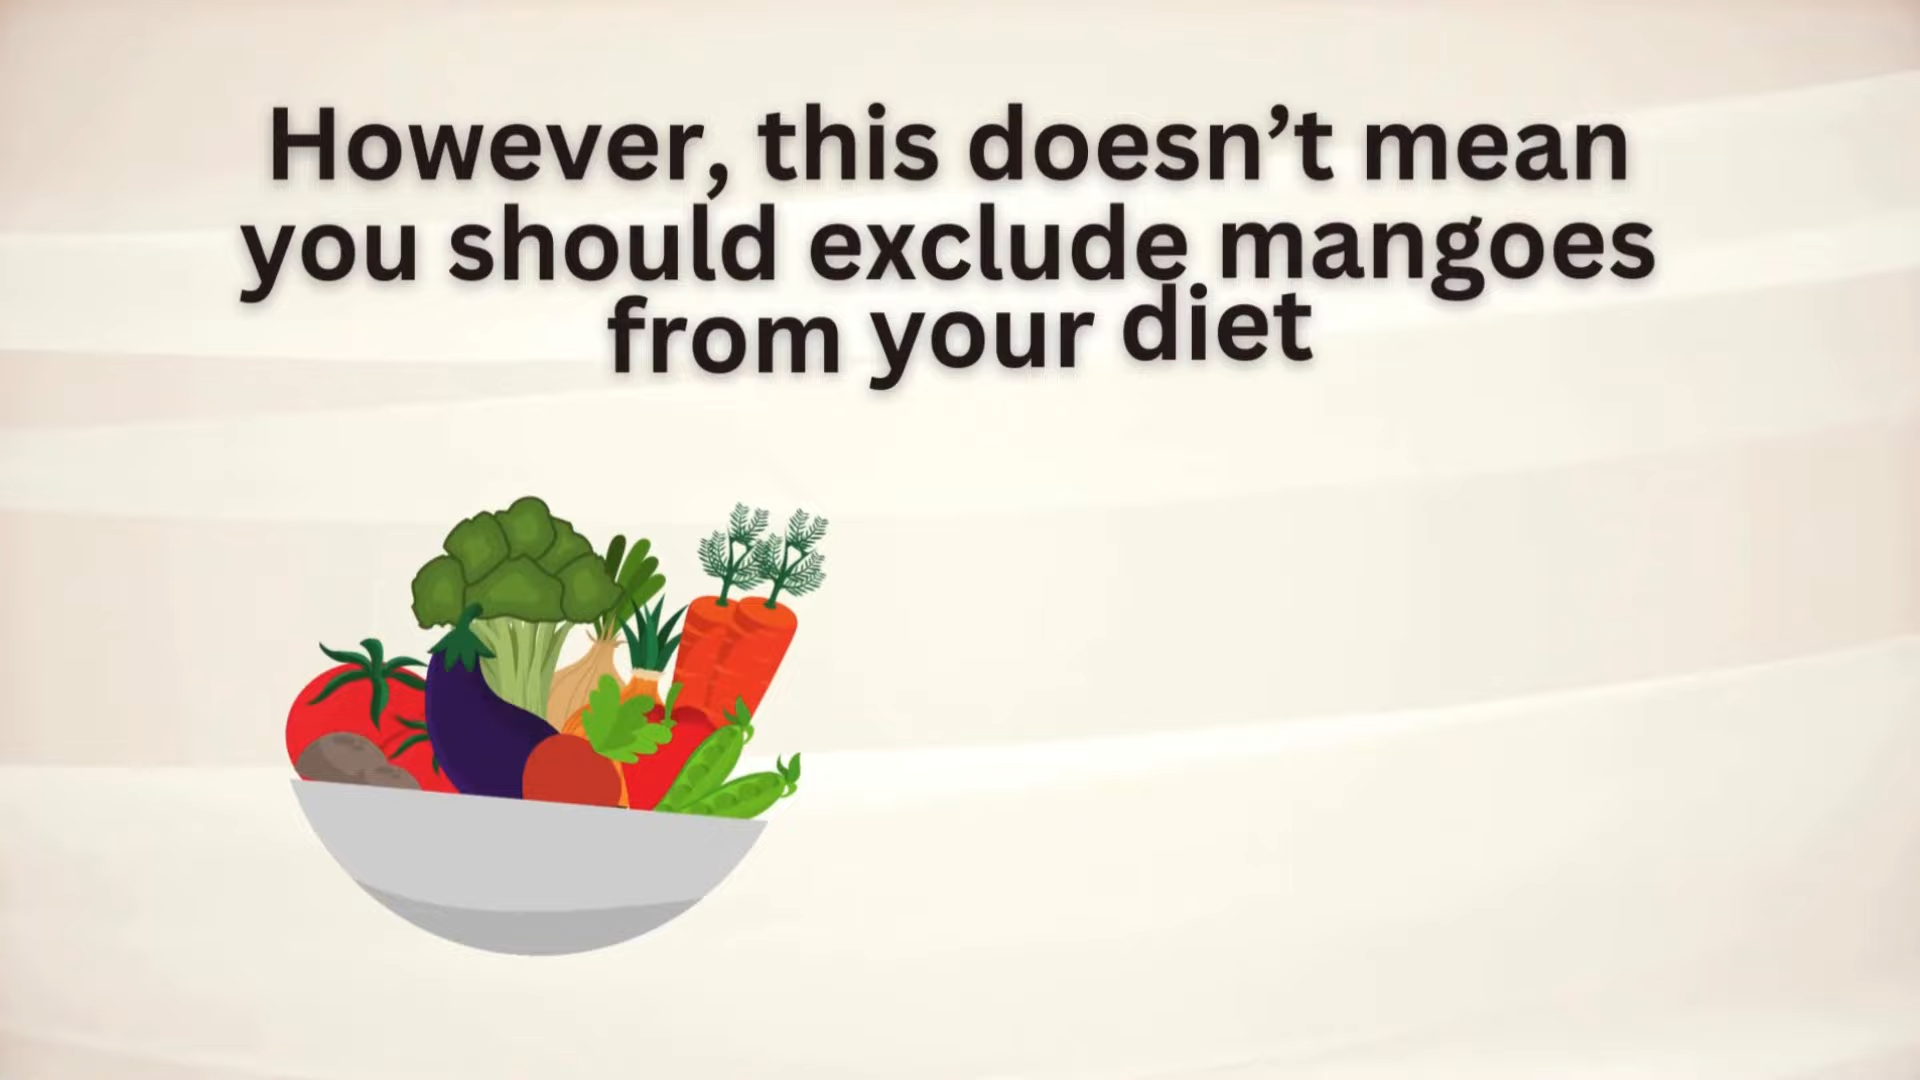 However, this doesn’t mean
you should exclude mangoes
from your diet